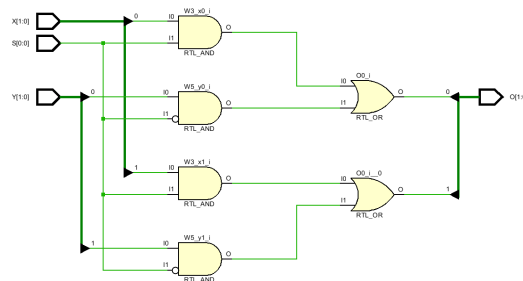 W3_x0_i
X[1:0]
0
I0
O
S[0:0]
I1
RTL_AND
O0_i
W5_y0_i
I0
O
0
Y[1:0]
0
I0
O
I1
O[1:
I1
RTL_OR
RTL_AND
W3_x1_i
O0_i__0
1
I0
O
I0
O
1
I1
I1
RTL_AND
RTL_OR
W5_y1_i
1
I0
O
I1
RTL_AND